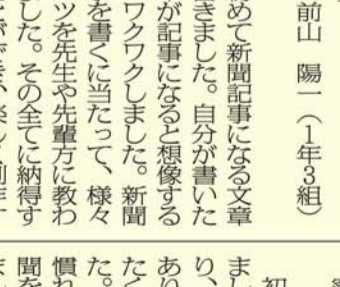 前山　陽一（1年3組）
めて新聞記事になる文章
きました。自分が書いた
が記事になると想像する
ワクワクしました。新聞
を書くに当たって、様々
ツを先生や先輩方に教わ
した。その全てに納得す
初
まし
り、
あり
たく
た。
慣れ
聞を